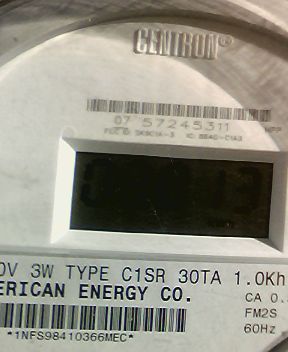 CENTRON®
07 57245311
0V 3W TYPE C1SR 30TA 1.0Kh
ERICAN ENERGY CO.
CA 0.
FM2S
60Hz
*1NFS98410366MEC*